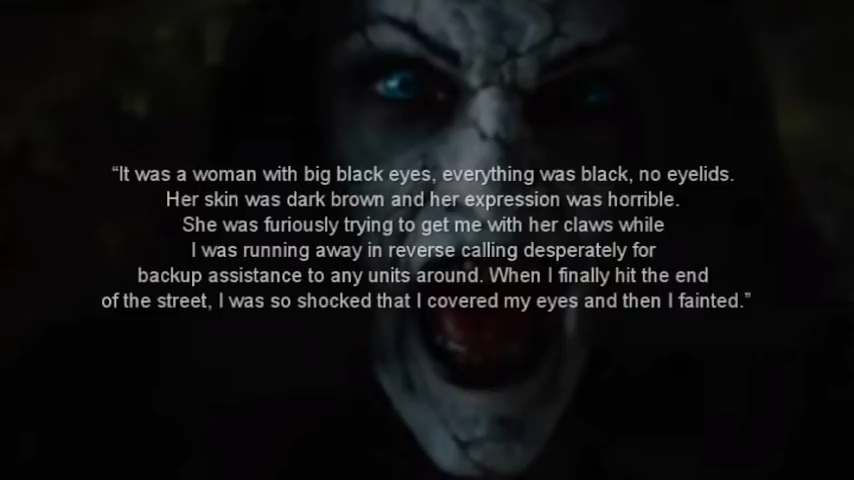 “It was a woman with big black eyes, everything was black, no eyelids.
Her skin was dark brown and her expression was horrible.
She was furiously trying to get me with her claws while
I was running away in reverse calling desperately for
backup assistance to any units around. When I finally hit the end
of the street, I was so shocked that I covered my eyes and then I fainted.”